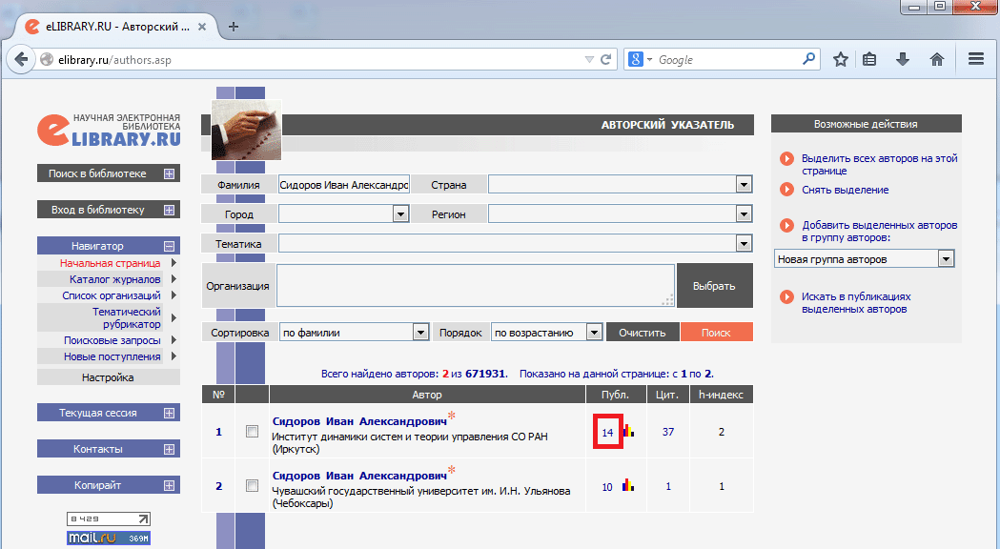 eLIBRARY.RU - Авторский ...
elibrary.ru/authors.asp
Google
НАУЧНАЯ ЭЛЕКТРОННАЯ
БИБЛИОТЕКА
eLIBRARY.RU
Поиск в библиотеке
Вход в библиотеку
Навигатор
Начальная страница
Каталог журналов
Список организаций
Тематический
рубрикатор
Поисковые запросы
Новые поступления
Настройка
Текущая сессия
Контакты
Копирайт
8 429
mail.ru 369M
АВТОРСКИЙ УКАЗАТЕЛЬ
Фамилия Сидоров Иван Александро Страна
Город Регион
Тематика
Организация Выбрать
Сортировка по фамилии Порядок по возрастанию Очистить Поиск
Всего найдено авторов: 2 из 671931. Показано на данной странице: с 1 по 2.
№ Автор Публ. Цит. h-индекс
1 Сидоров Иван Александрович* 14 37 2
Институт динамики систем и теории управления СО РАН
(Иркутск)
2 Сидоров Иван Александрович* 10 1 1
Чувашский государственный университет им. И.Н. Ульянова
(Чебоксары)
Возможные действия
Выделить всех авторов на этой
странице
Снять выделение
Добавить выделенных авторов
в группу авторов:
Новая группа авторов
Искать в публикациях
выделенных авторов